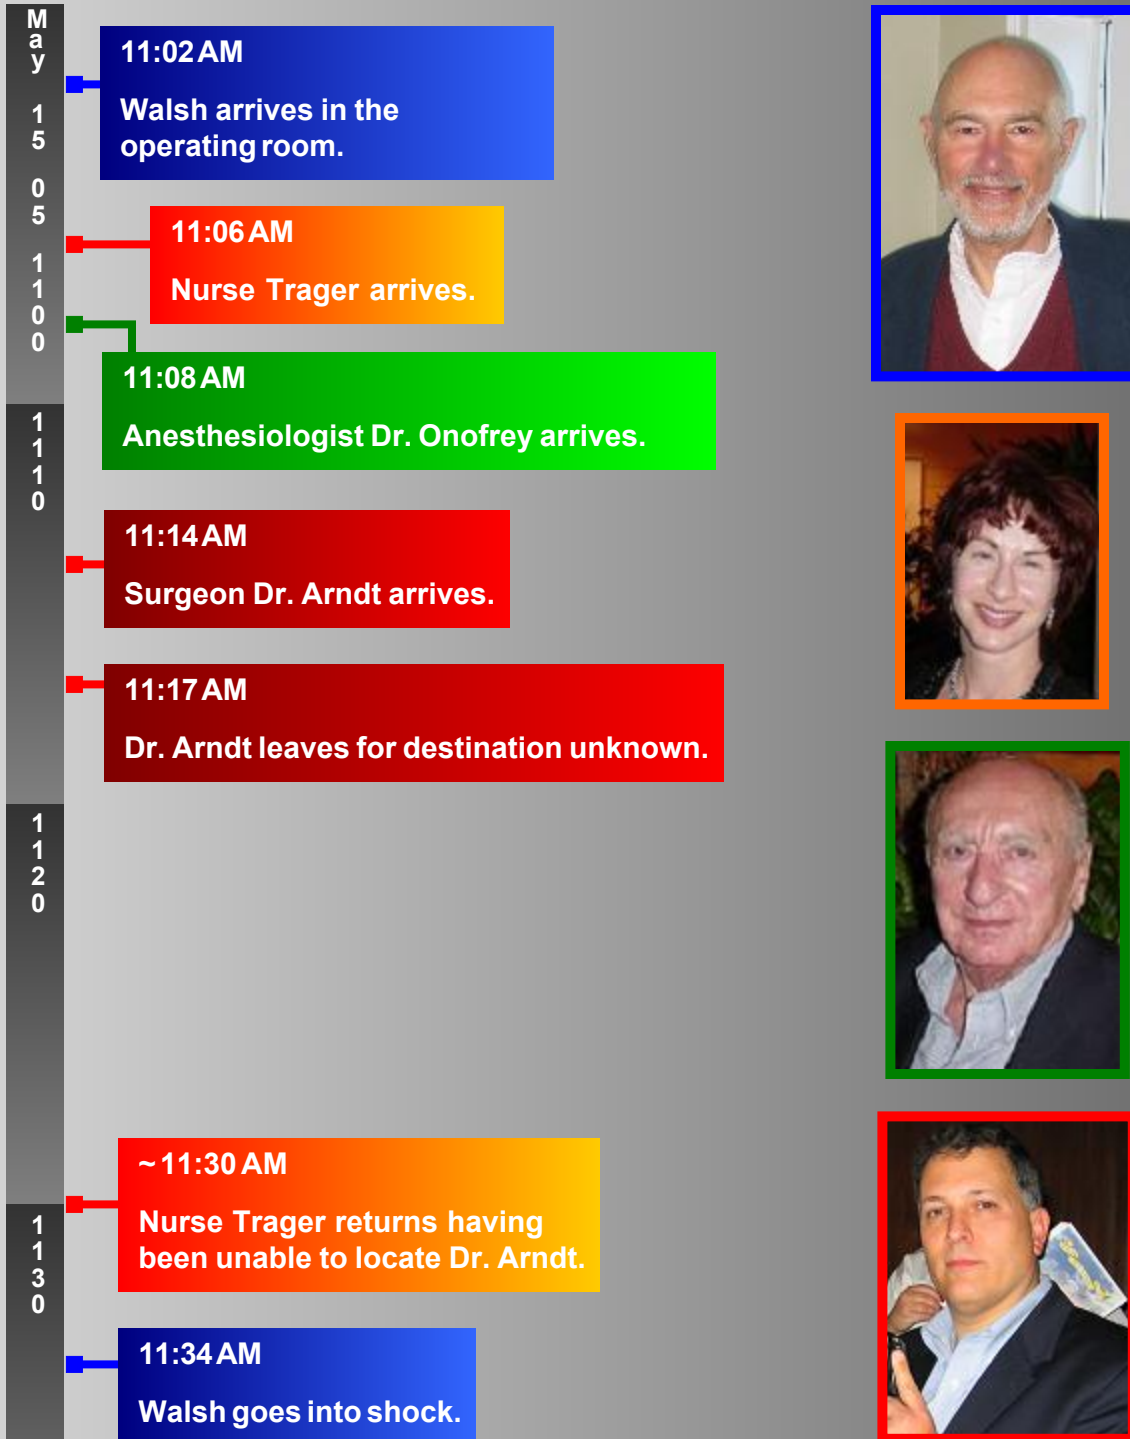 May 15 05 1100
11:02 AM
Walsh arrives in the
operating room.
11:06 AM
Nurse Trager arrives.
11:08 AM
Anesthesiologist Dr. Onofrey arrives.
1110
11:14 AM
Surgeon Dr. Arndt arrives.
11:17 AM
Dr. Arndt leaves for destination unknown.
1120
~ 11:30 AM
Nurse Trager returns having
been unable to locate Dr. Arndt.
1130
11:34 AM
Walsh goes into shock.